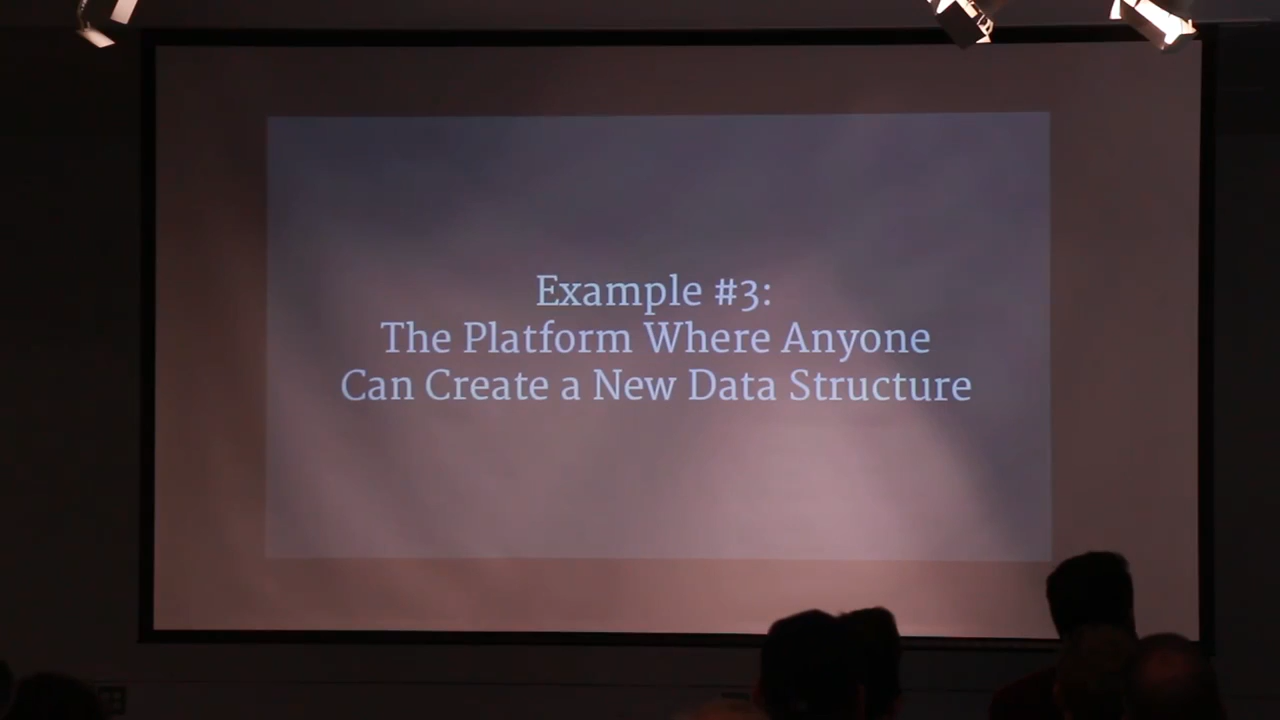 Example #3:
The Platform Where Anyone
Can Create a New Data Structure